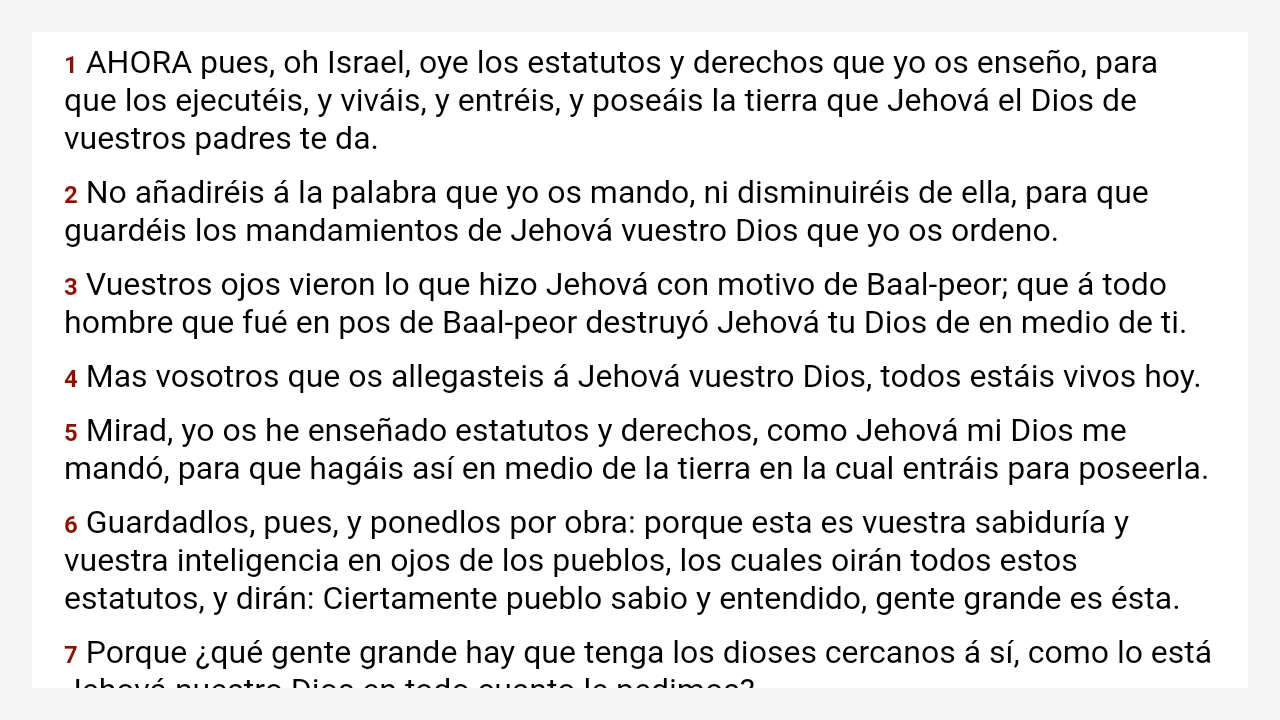 1 AHORA pues, oh Israel, oye los estatutos y derechos que yo os enseño, para
que los ejecutéis, y viváis, y entréis, y poseáis la tierra que Jehová el Dios de
vuestros padres te da.
2 No añadiréis á la palabra que yo os mando, ni disminuiréis de ella, para que
guardéis los mandamientos de Jehová vuestro Dios que yo os ordeno.
3 Vuestros ojos vieron lo que hizo Jehová con motivo de Baal-peor; que á todo
hombre que fué en pos de Baal-peor destruyó Jehová tu Dios de en medio de ti.
4 Mas vosotros que os allegasteis á Jehová vuestro Dios, todos estáis vivos hoy.
5 Mirad, yo os he enseñado estatutos y derechos, como Jehová mi Dios me
mandó, para que hagáis así en medio de la tierra en la cual entráis para poseerla.
6 Guardadlos, pues, y ponedlos por obra: porque esta es vuestra sabiduría y
vuestra inteligencia en ojos de los pueblos, los cuales oirán todos estos
estatutos, y dirán: Ciertamente pueblo sabio y entendido, gente grande es ésta.
7 Porque ¿qué gente grande hay que tenga los dioses cercanos á sí, como lo está
Jehová nuestro Dios en todo cuanto le pedimos?